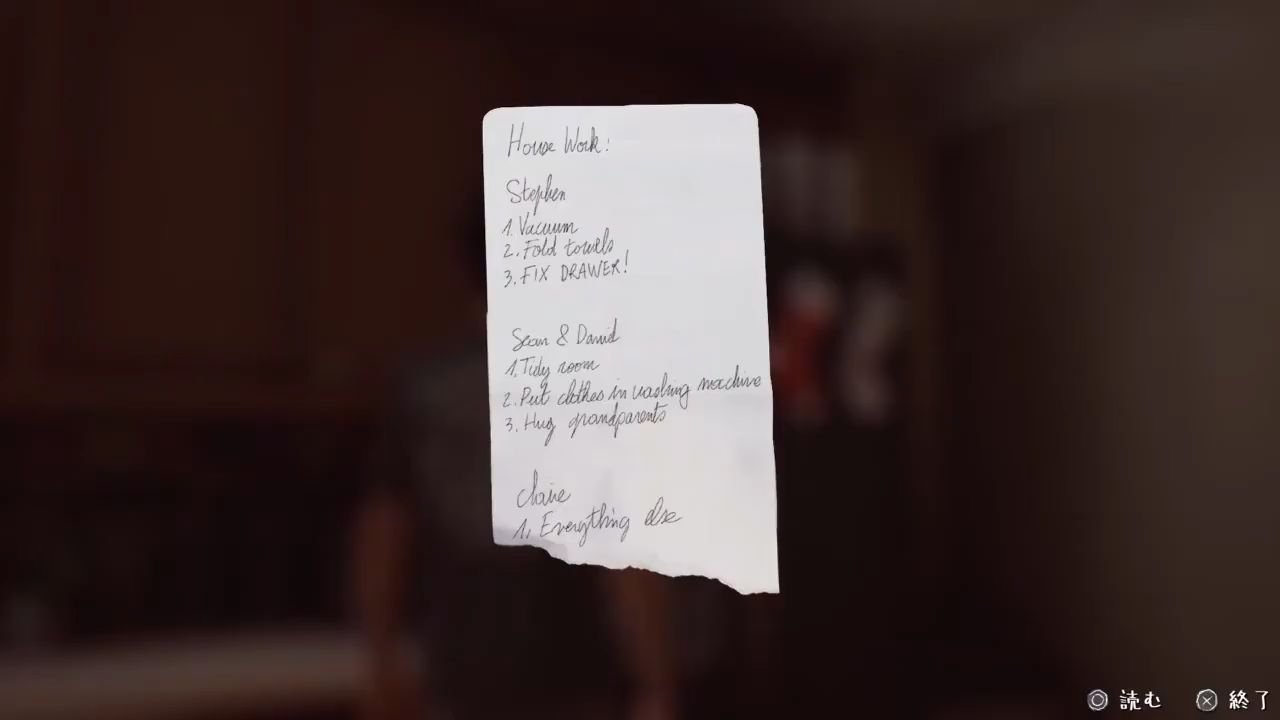 House Work:
Stephen
1. Vacuum
2. Fold towels
3. FIX DRAWER!
Sean & David
1. Tidy room
2. Put clothes in washing machine
3. Hug grandparents
Claire
1. Everything else
読む
終了